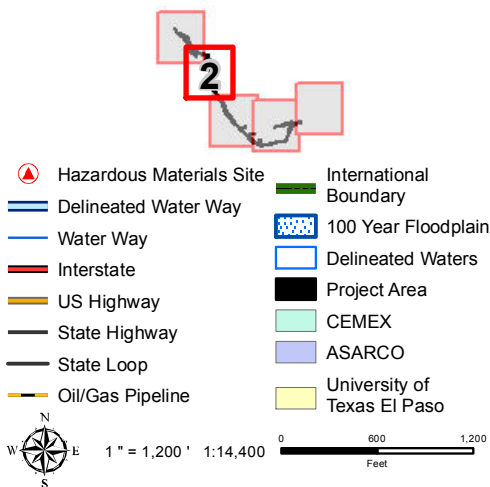 2
Hazardous Materials Site
Delineated Water Way
Water Way
Interstate
US Highway
State Highway
State Loop
Oil/Gas Pipeline
International
Boundary
100 Year Floodplain
Delineated Waters
Project Area
CEMEX
ASARCO
University of
Texas El Paso
N
W E
S
1 " = 1,200 ' 1:14,400
0 600 1,200
Feet